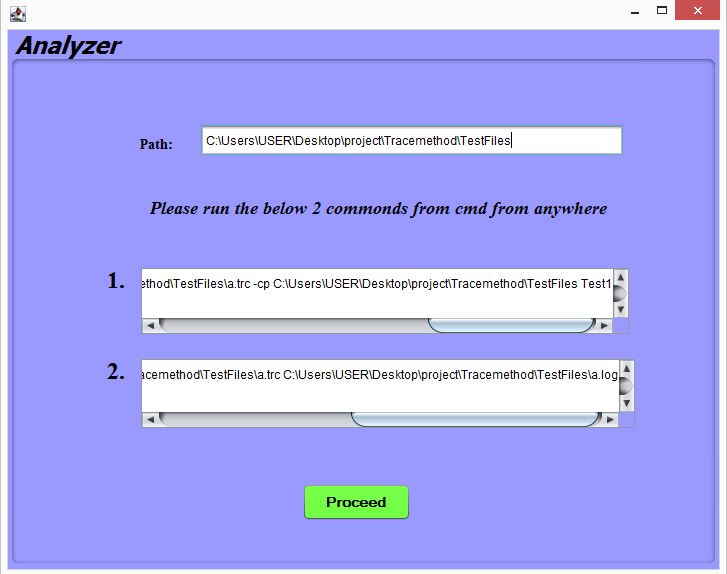 Analyzer
Path: C:\Users\USER\Desktop\project\Tracemethod\TestFiles
Please run the below 2 commonds from cmd from anywhere
1. ethod\TestFiles\a.trc -cp C:\Users\USER\Desktop\project\Tracemethod\TestFiles Test1
2. acemethod\TestFiles\a.trc C:\Users\USER\Desktop\project\Tracemethod\TestFiles\a.log
Proceed